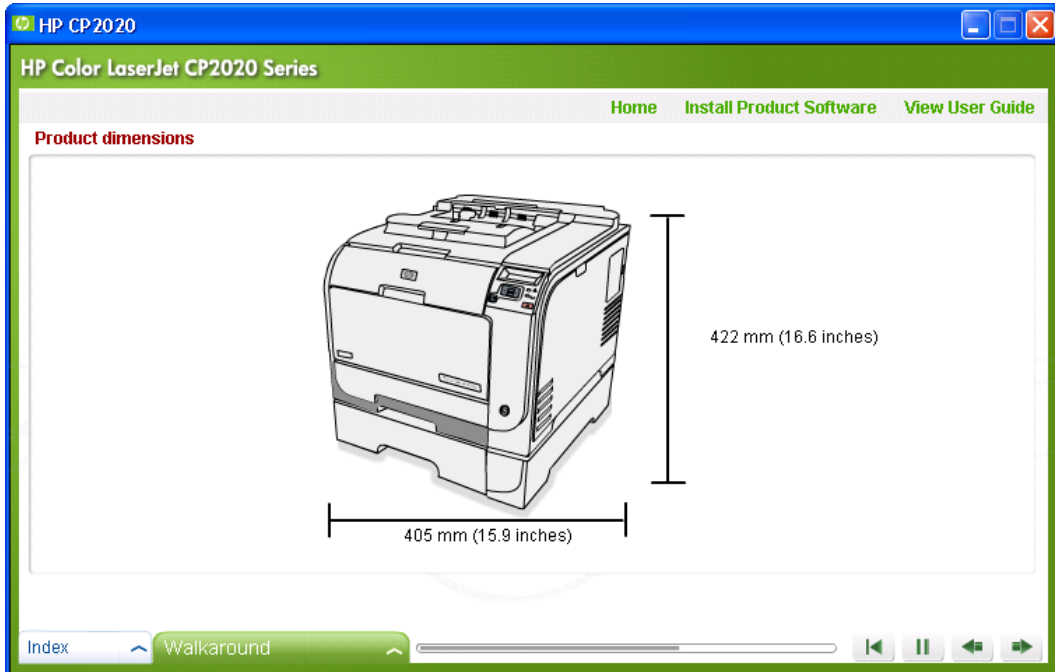 HP CP2020
HP Color LaserJet CP2020 Series
Home Install Product Software View User Guide
Product dimensions
422 mm (16.6 inches)
405 mm (15.9 inches)
Index Walkaround